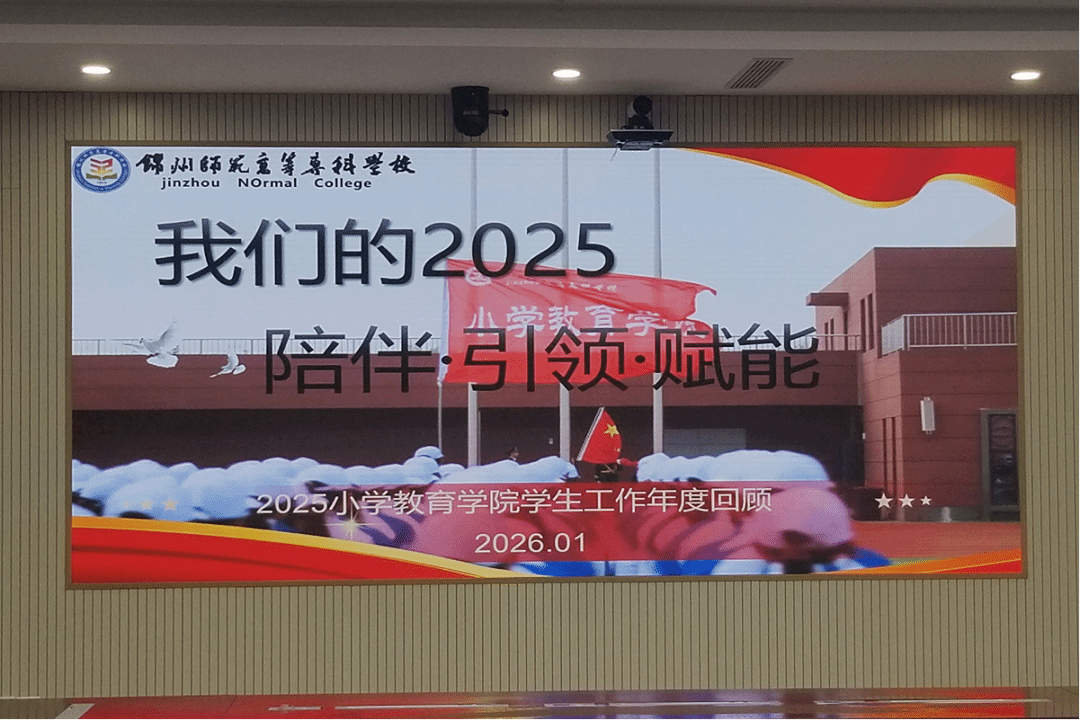 锦州师范高等专科学校
jinzhou NOrmal College
我们的2025
小学教育学
陪伴·引领·赋能
2025小学教育学院学生工作年度回顾
2026.01